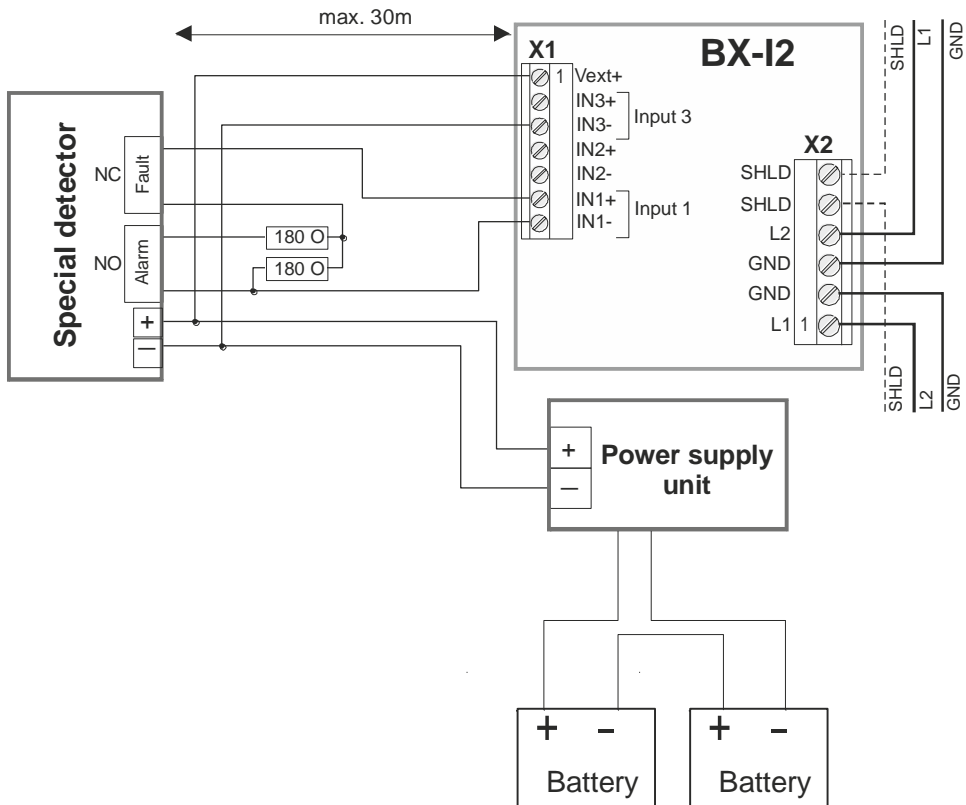 max. 30m
BX-I2
X1
1 Vext+
IN3+
IN3-
Input 3
IN2+
IN2-
IN1+
IN1-
Input 1
X2
SHLD
SHLD
L2
GND
GND
L1 1
SHLD
L1
GND
SHLD
L2
GND
Special detector
NC
Fault
NO
Alarm
+
–
180 O
180 O
+
–
Power supply
unit
+ -
Battery
+ -
Battery